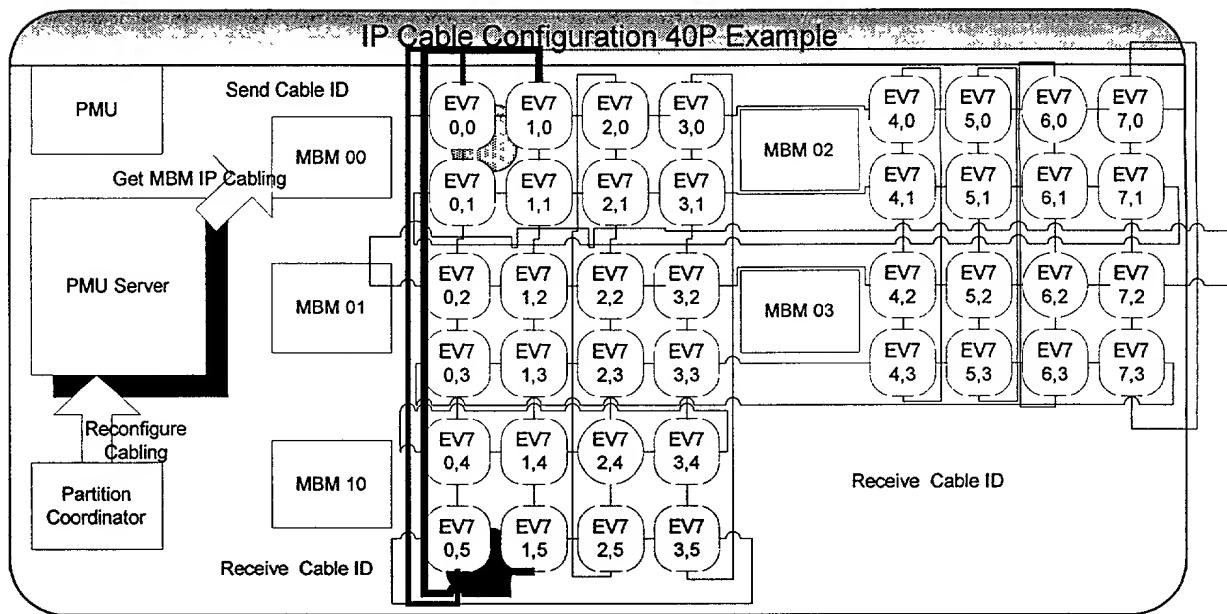 IP Cable Configuration 40P Example
PMU
Send Cable ID
MBM 00
Get MBM IP Cabling
PMU Server
MBM 01
Reconfigure
Cabling
Partition
Coordinator
MBM 10
Receive Cable ID
EV7
0,0
EV7
1,0
EV7
2,0
EV7
3,0
EV7
0,1
EV7
1,1
EV7
2,1
EV7
3,1
EV7
0,2
EV7
1,2
EV7
2,2
EV7
3,2
EV7
0,3
EV7
1,3
EV7
2,3
EV7
3,3
EV7
0,4
EV7
1,4
EV7
2,4
EV7
3,4
EV7
0,5
EV7
1,5
EV7
2,5
EV7
3,5
MBM 02
MBM 03
EV7
4,0
EV7
5,0
EV7
6,0
EV7
7,0
EV7
4,1
EV7
5,1
EV7
6,1
EV7
7,1
EV7
4,2
EV7
5,2
EV7
6,2
EV7
7,2
EV7
4,3
EV7
5,3
EV7
6,3
EV7
7,3
Receive Cable ID